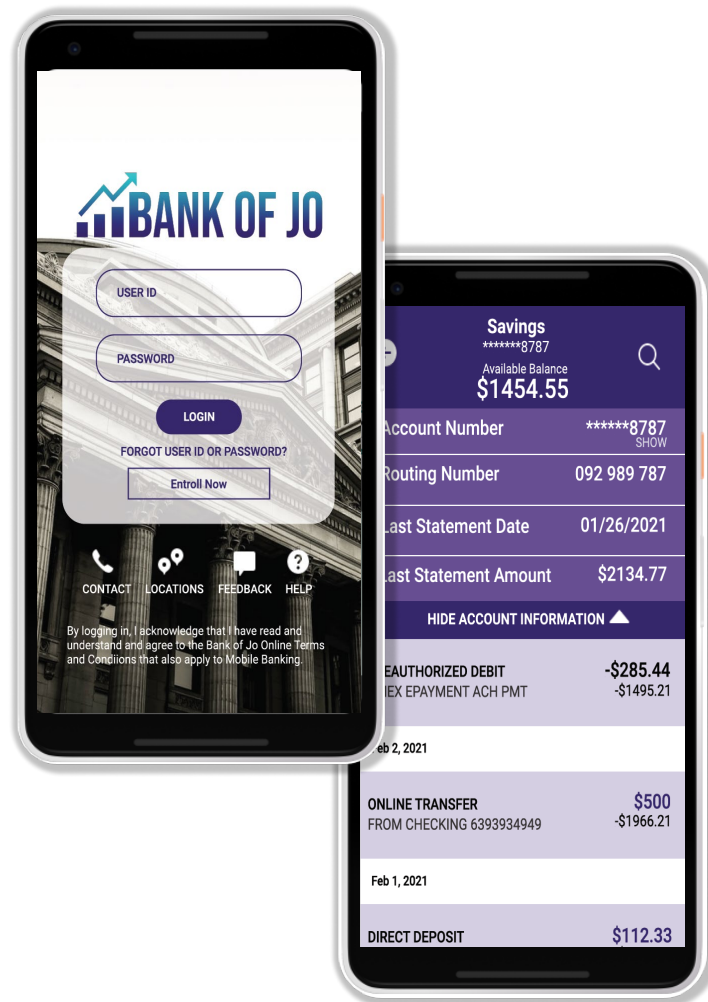 BANK OF JO
USER ID
PASSWORD
LOGIN
FORGOT USER ID OR PASSWORD?
Entroll Now
CONTACT LOCATIONS FEEDBACK HELP
By logging in, I acknowledge that I have read and
understand and agree to the Bank of Jo Online Terms
and Condiions that also apply to Mobile Banking.
Savings
*******8787
Available Balance
$1454.55
Account Number ******8787
SHOW
Routing Number 092 989 787
Last Statement Date 01/26/2021
Last Statement Amount $2134.77
HIDE ACCOUNT INFORMATION
EAUTHORIZED DEBIT -$285.44
EX EPAYMENT ACH PMT -$1495.21
Feb 2, 2021
ONLINE TRANSFER $500
FROM CHECKING 6393934949 -$1966.21
Feb 1, 2021
DIRECT DEPOSIT $112.33